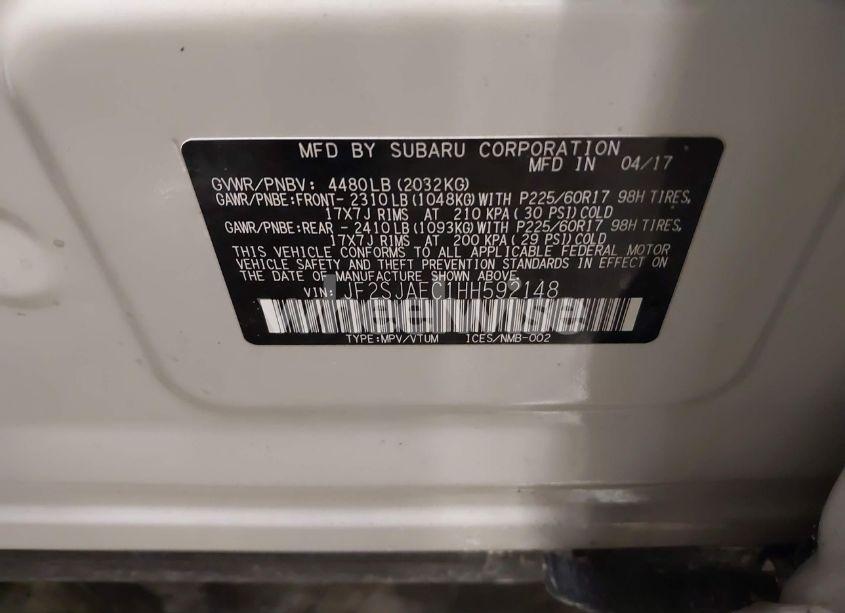 MFD BY SUBARU CORPORATION
MFD IN 04/17
GVWR/PNBV: 4480LB(2032KG)
GAWR/PNBE:FRONT- 2310LB(1048KG)WITH P225/60R17 98H TIRES,
17X7J RIMS AT 210 KPA( 30 PSI)COLD
GAWR/PNBE:REAR - 2410LB(1093KG)WITH P225/60R17 98H TIRES,
17X7J RIMS AT 200 KPA( 29 PSI)COLD
THIS VEHICLE CONFORMS TO ALL APPLICABLE FEDERAL MOTOR
VEHICLE SAFETY AND THEFT PREVENTION STANDARDS IN EFFECT ON
THE DATE OF MANUFACTURE SHOWN ABOVE.
VIN: JF2SJAEC1HH592148
TYPE:MPV/VTUM ICES/NMB-002